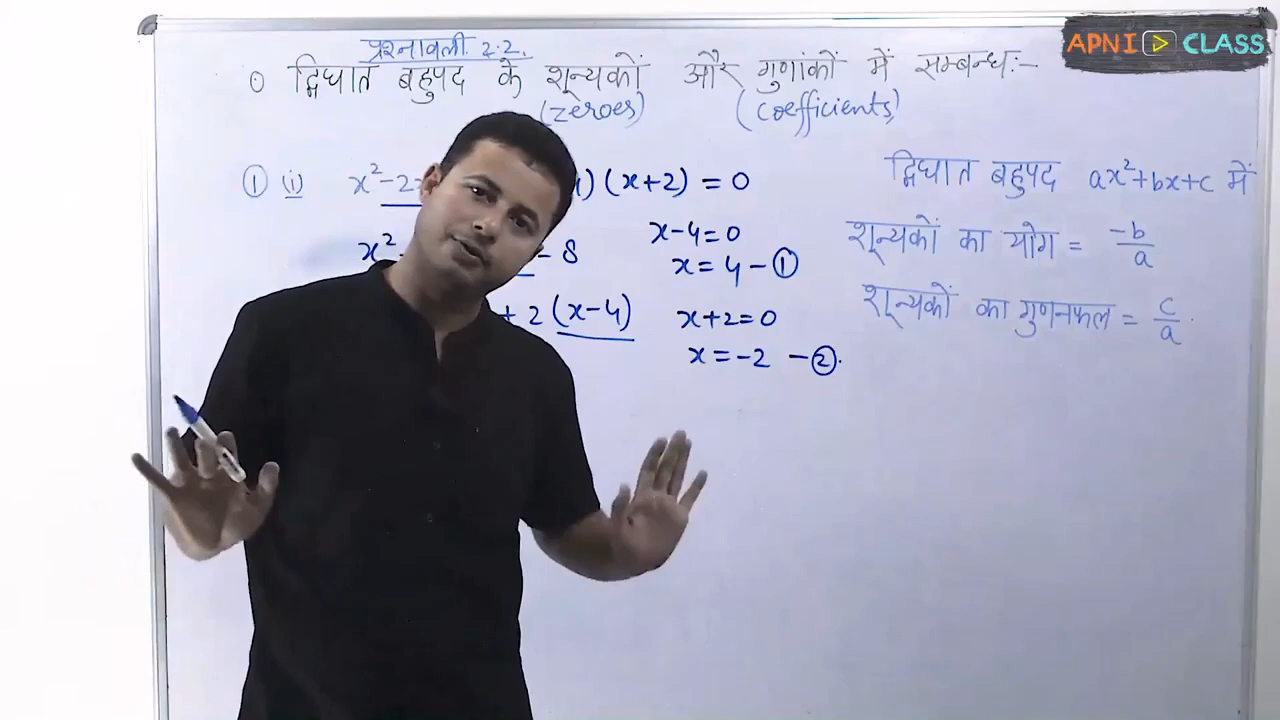 APNI CLASS
प्रश्नावली 2.2.
द्विघात बहुपद के शून्यकों और गुणांकों में सम्बन्ध :-
(zeroes) (coefficients)
① (i) x²-2 ) (x+2) = 0
x²- - 8
+ 2 (x-4)
x-4=0
x=4 -①
x+2=0
x=-2 -②.
द्विघात बहुपद ax²+bx+c में
शून्यकों का योग = -b/a
शून्यकों का गुणनफल = c/a.